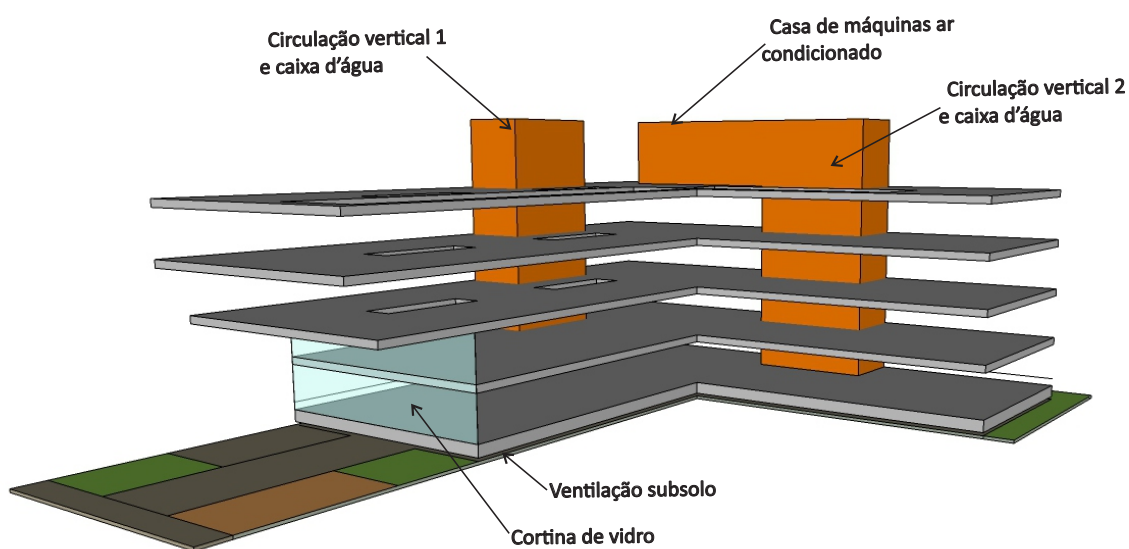 Circulação vertical 1
e caixa d'água
Casa de máquinas ar
condicionado
Circulação vertical 2
e caixa d'água
Ventilação subsolo
Cortina de vidro